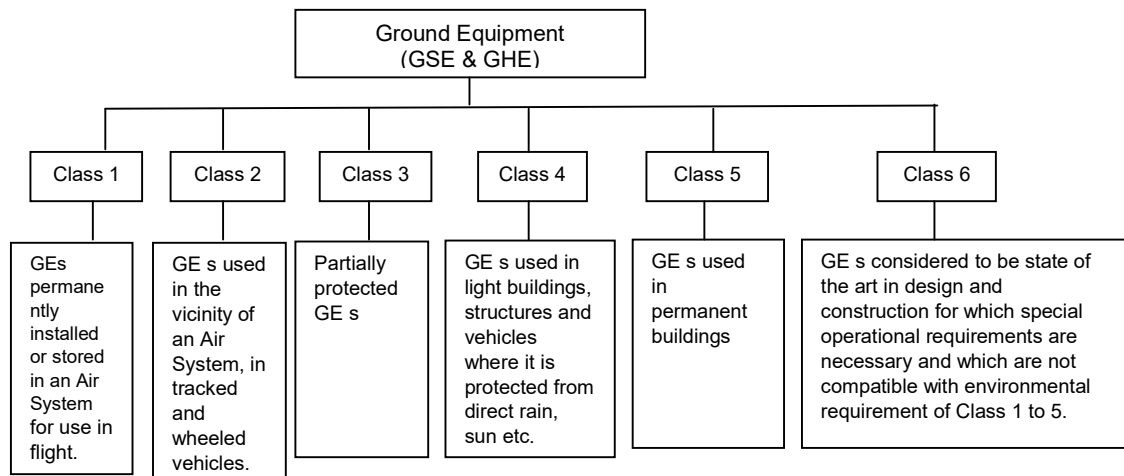 Ground Equipment
(GSE & GHE)
Class 1
Class 2
Class 3
Class 4
Class 5
Class 6
GEs
permane
ntly
installed
or stored
in an Air
System
for use in
flight.
GE s used
in the
vicinity of
an Air
System, in
tracked
and
wheeled
vehicles.
Partially
protected
GE s
GE s used in
light buildings,
structures and
vehicles
where it is
protected from
direct rain,
sun etc.
GE s used
in
permanent
buildings
GE s considered to be state of
the art in design and
construction for which special
operational requirements are
necessary and which are not
compatible with environmental
requirement of Class 1 to 5.